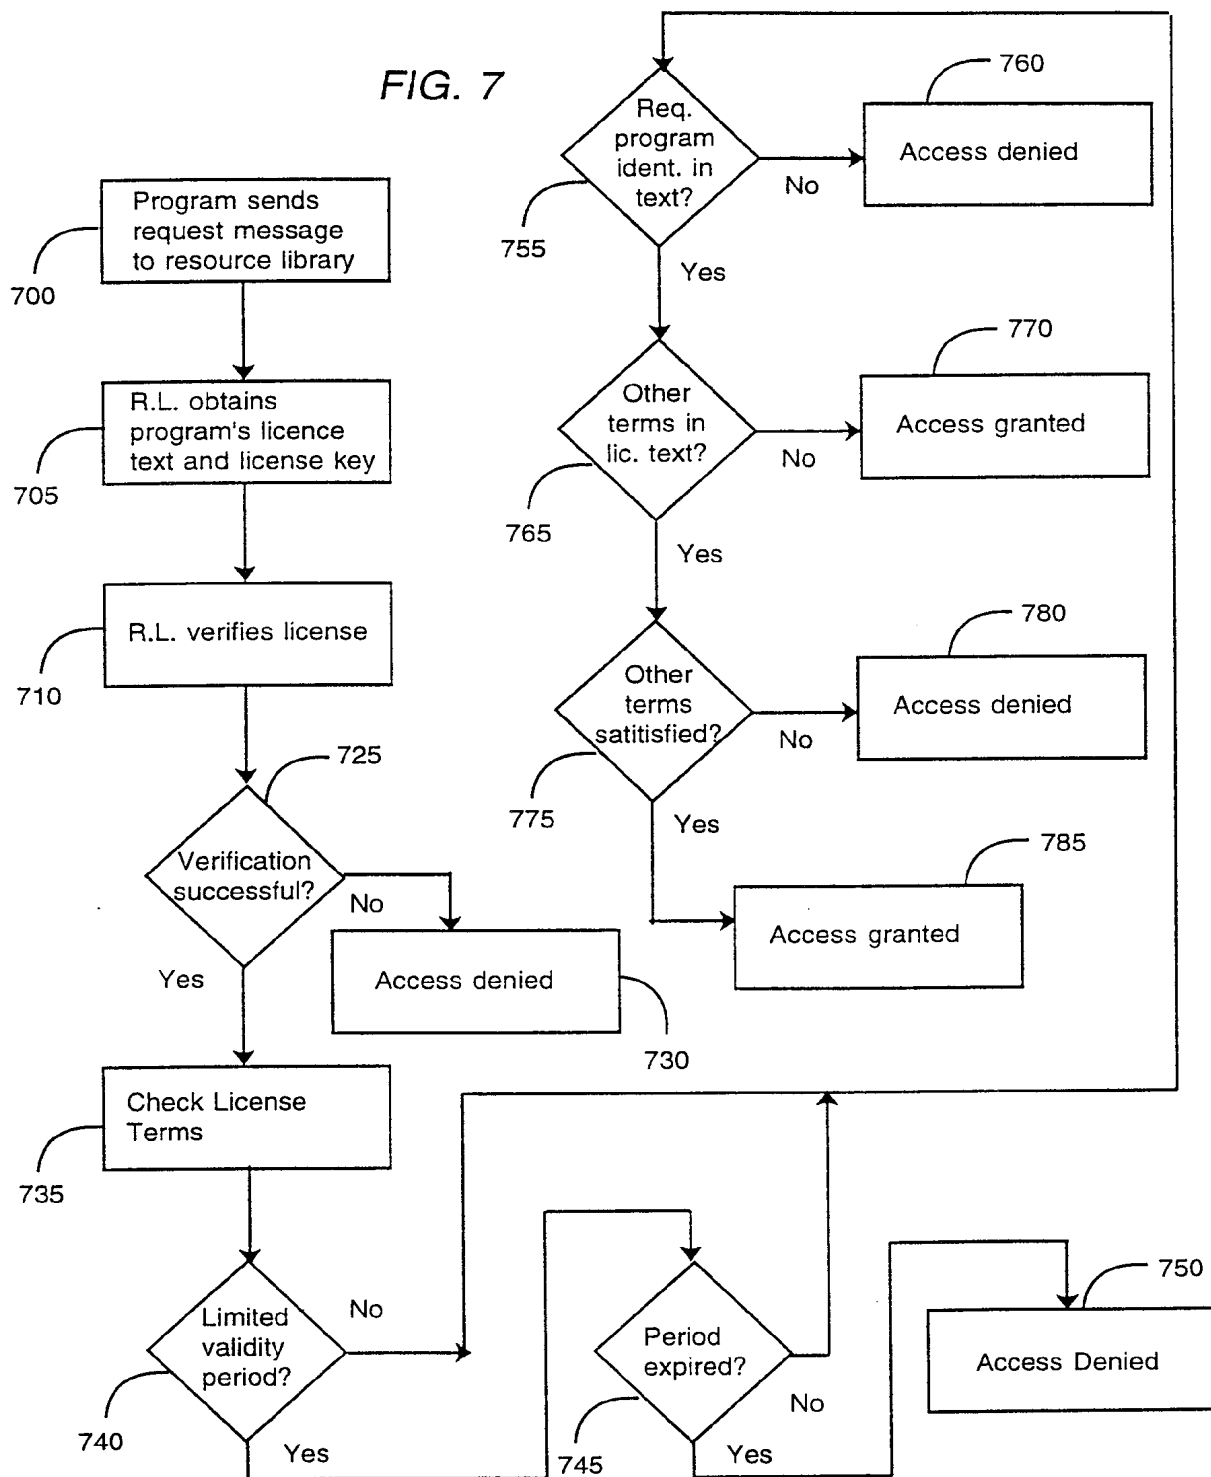 FIG. 7
Program sends
request message
to resource library
700
R.L. obtains
program's licence
text and license key
705
R.L. verifies license
710
725
Verification
successful?
No
Yes
Access denied
730
Check License
Terms
735
Limited
validity
period?
No
740
Yes
Period
expired?
No
745
Yes
750
Access Denied
Req.
program
ident. in
text?
755
No
760
Access denied
Yes
Other
terms in
lic. text?
765
No
770
Access granted
Yes
Other
terms
satitisfied?
775
No
780
Access denied
Yes
785
Access granted